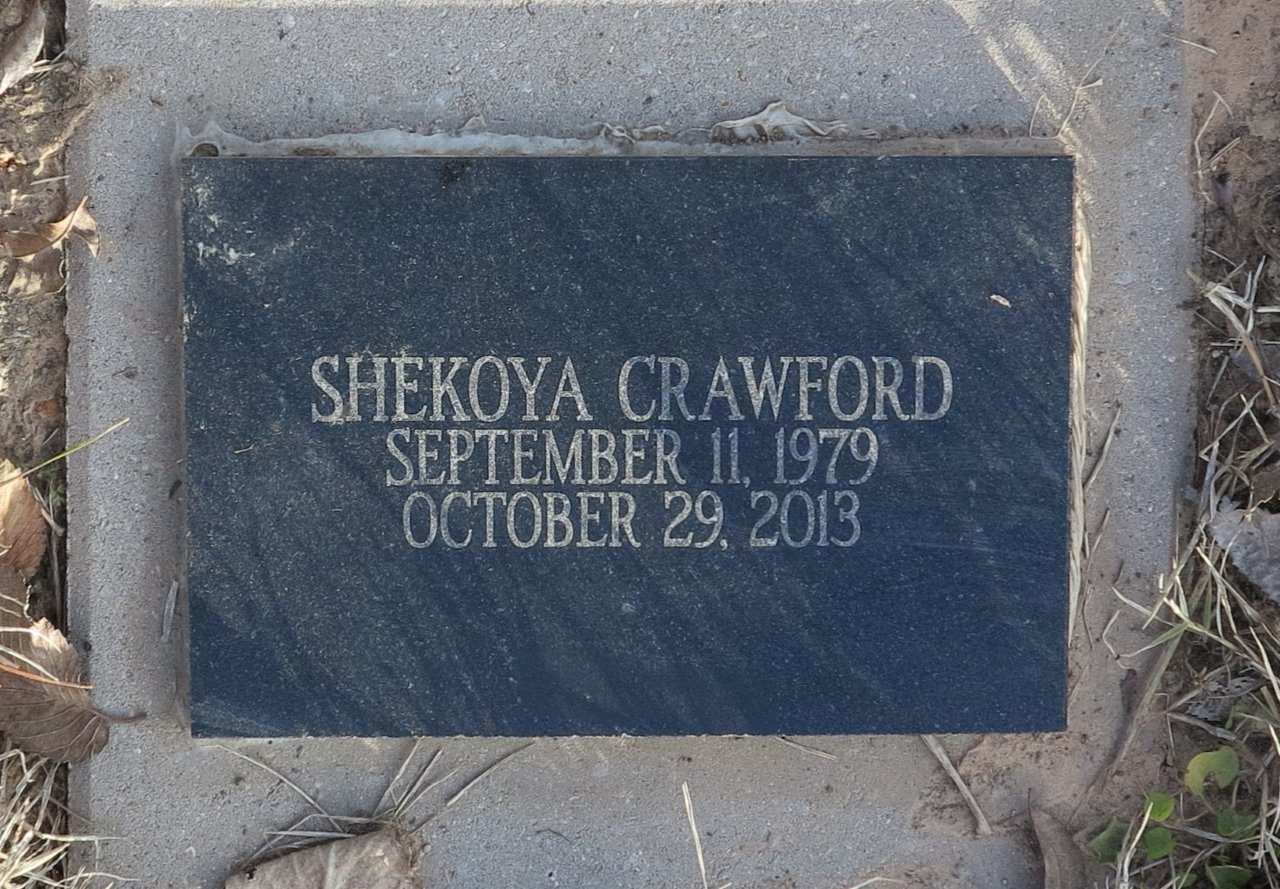 SHEKOYA CRAWFORD
SEPTEMBER 11, 1979
OCTOBER 29, 2013